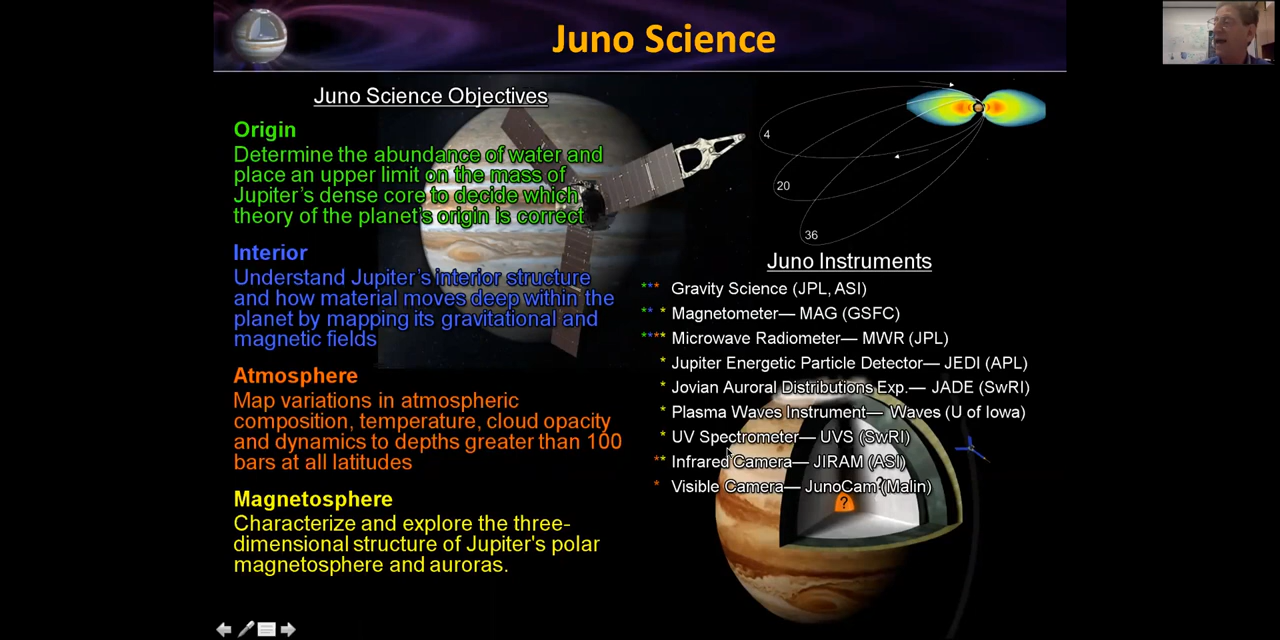 Juno Science
Juno Science Objectives
Origin
Determine the abundance of water and
place an upper limit on the mass of
Jupiter's dense core to decide which
theory of the planet's origin is correct
Interior
Understand Jupiter's interior structure
and how material moves deep within the
planet by mapping its gravitational and
magnetic fields
Atmosphere
Map variations in atmospheric
composition, temperature, cloud opacity
and dynamics to depths greater than 100
bars at all latitudes
Magnetosphere
Characterize and explore the three-
dimensional structure of Jupiter's polar
magnetosphere and auroras.
4
20
36
Juno Instruments
*** Gravity Science (JPL, ASI)
** * Magnetometer— MAG (GSFC)
**** Microwave Radiometer— MWR (JPL)
* Jupiter Energetic Particle Detector— JEDI (APL)
* Jovian Auroral Distributions Exp.— JADE (SwRI)
* Plasma Waves Instrument— Waves (U of Iowa)
* UV Spectrometer— UVS (SwRI)
** Infrared Camera— JIRAM (ASI)
* Visible Camera— JunoCam (Malin)
?